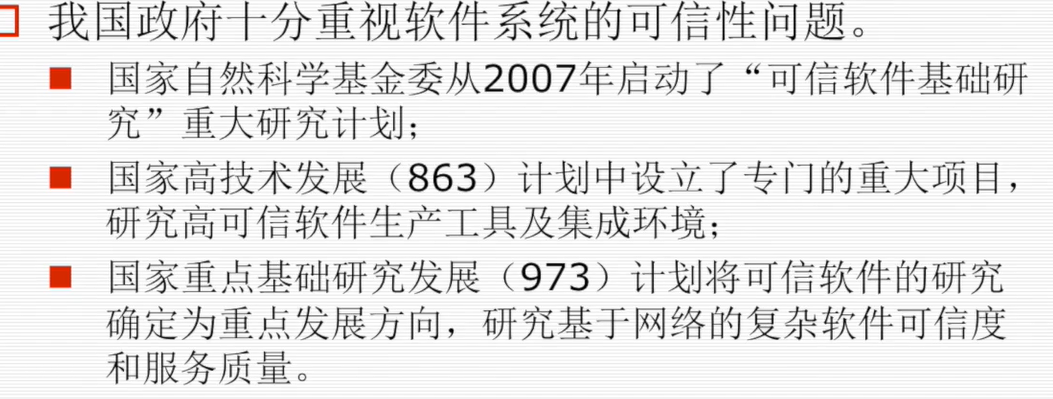 我国政府十分重视软件系统的可信性问题。
国家自然科学基金委从2007年启动了“可信软件基础研
究”重大研究计划；
国家高技术发展（863）计划中设立了专门的重大项目，
研究高可信软件生产工具及集成环境；
国家重点基础研究发展（973）计划将可信软件的研究
确定为重点发展方向，研究基于网络的复杂软件可信度
和服务质量。